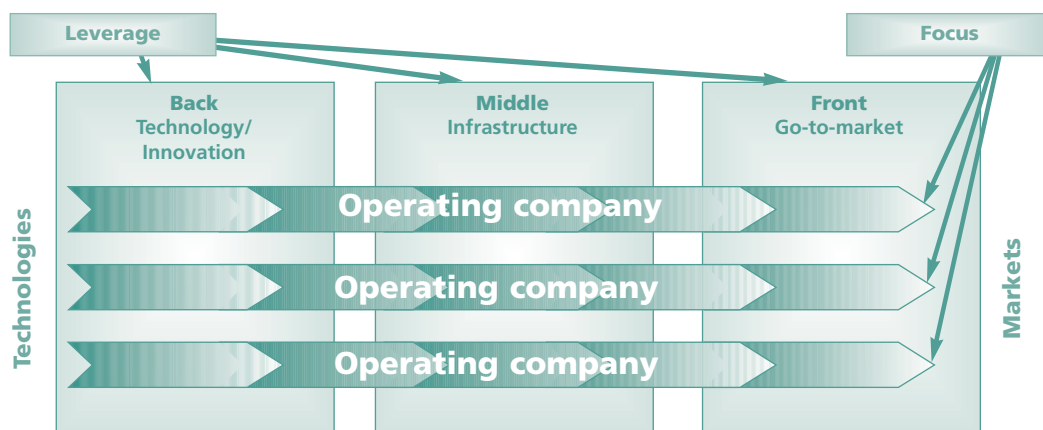 Leverage
Focus
Back
Technology/
Innovation
Middle
Infrastructure
Front
Go-to-market
Technologies
Operating company
Operating company
Operating company
Markets